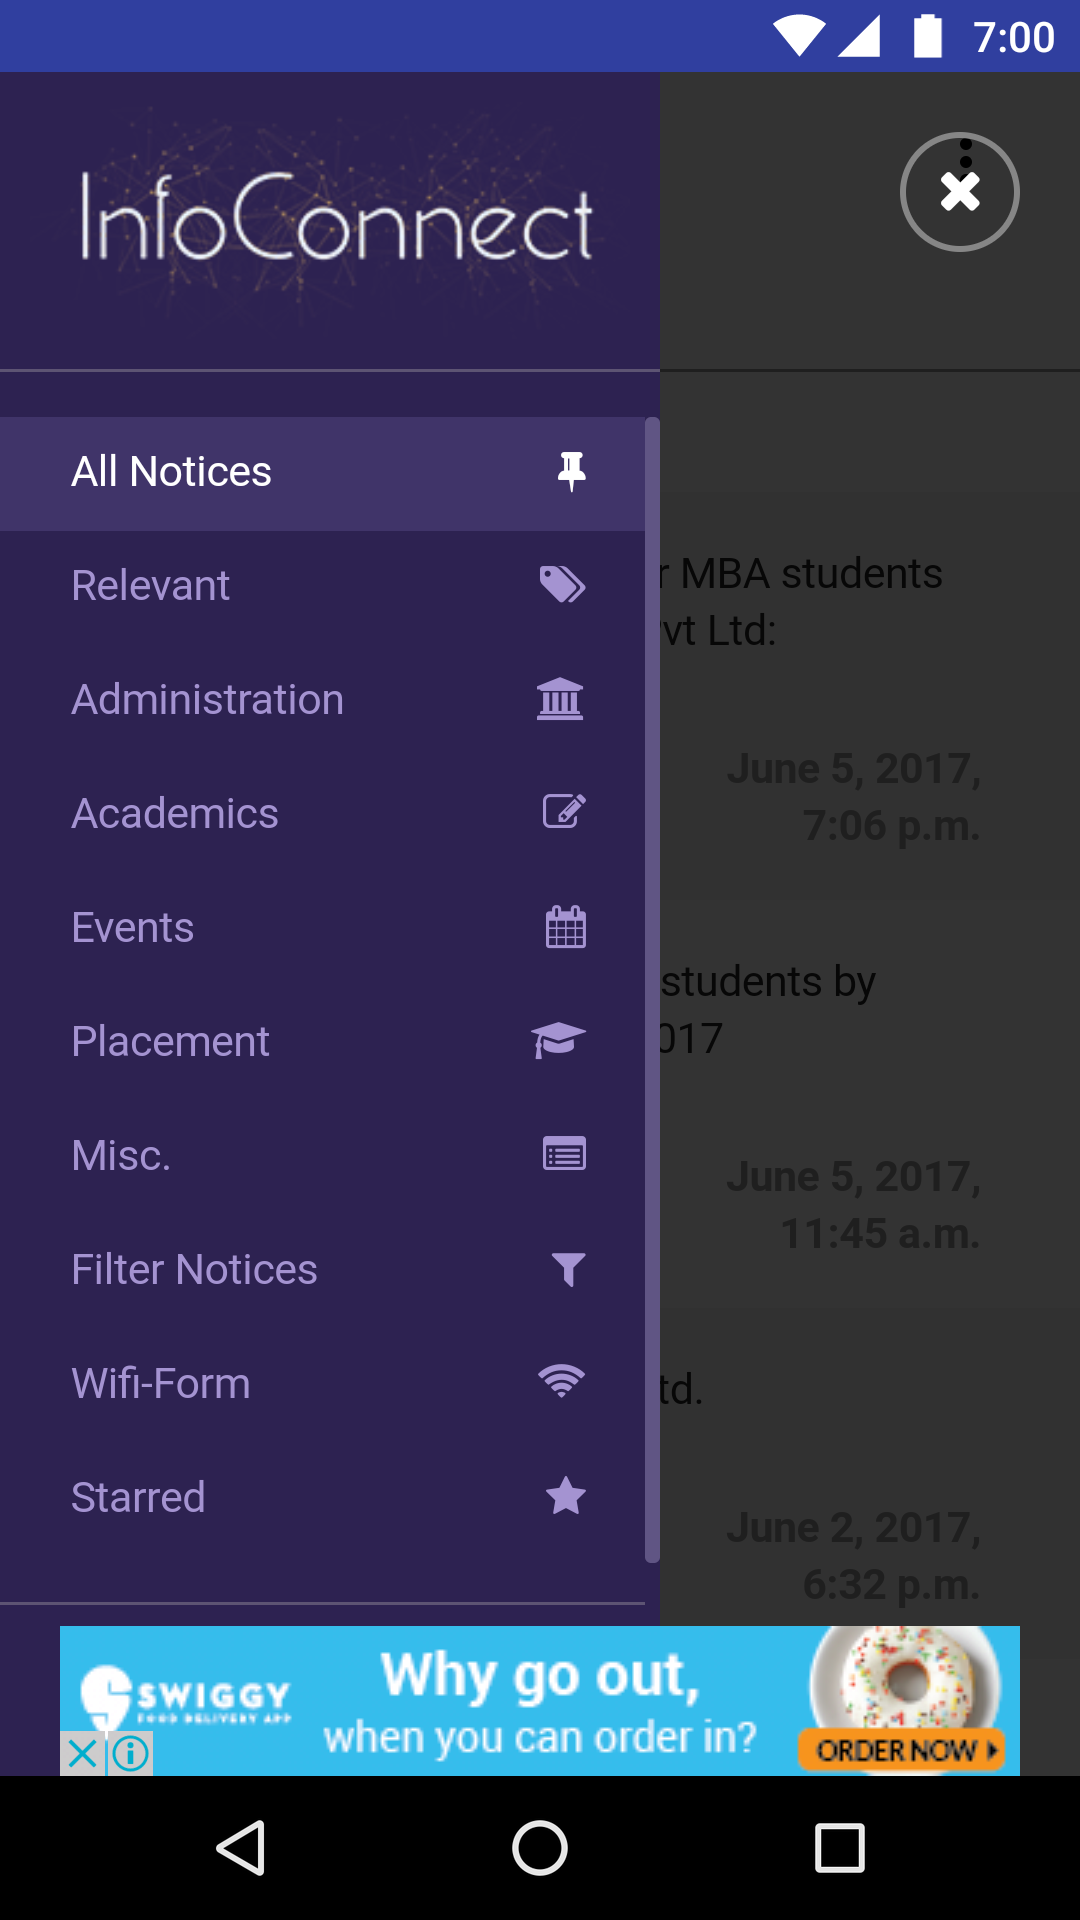 7:00
InfoConnect
All Notices
Relevant
r MBA students
vt Ltd:
Administration
June 5, 2017,
7:06 p.m.
Academics
Events
students by
017
Placement
Misc.
June 5, 2017,
11:45 a.m.
Filter Notices
Wifi-Form
td.
Starred
June 2, 2017,
6:32 p.m.
SWIGGY
FOOD DELIVERY APP
Why go out,
when you can order in?
ORDER NOW